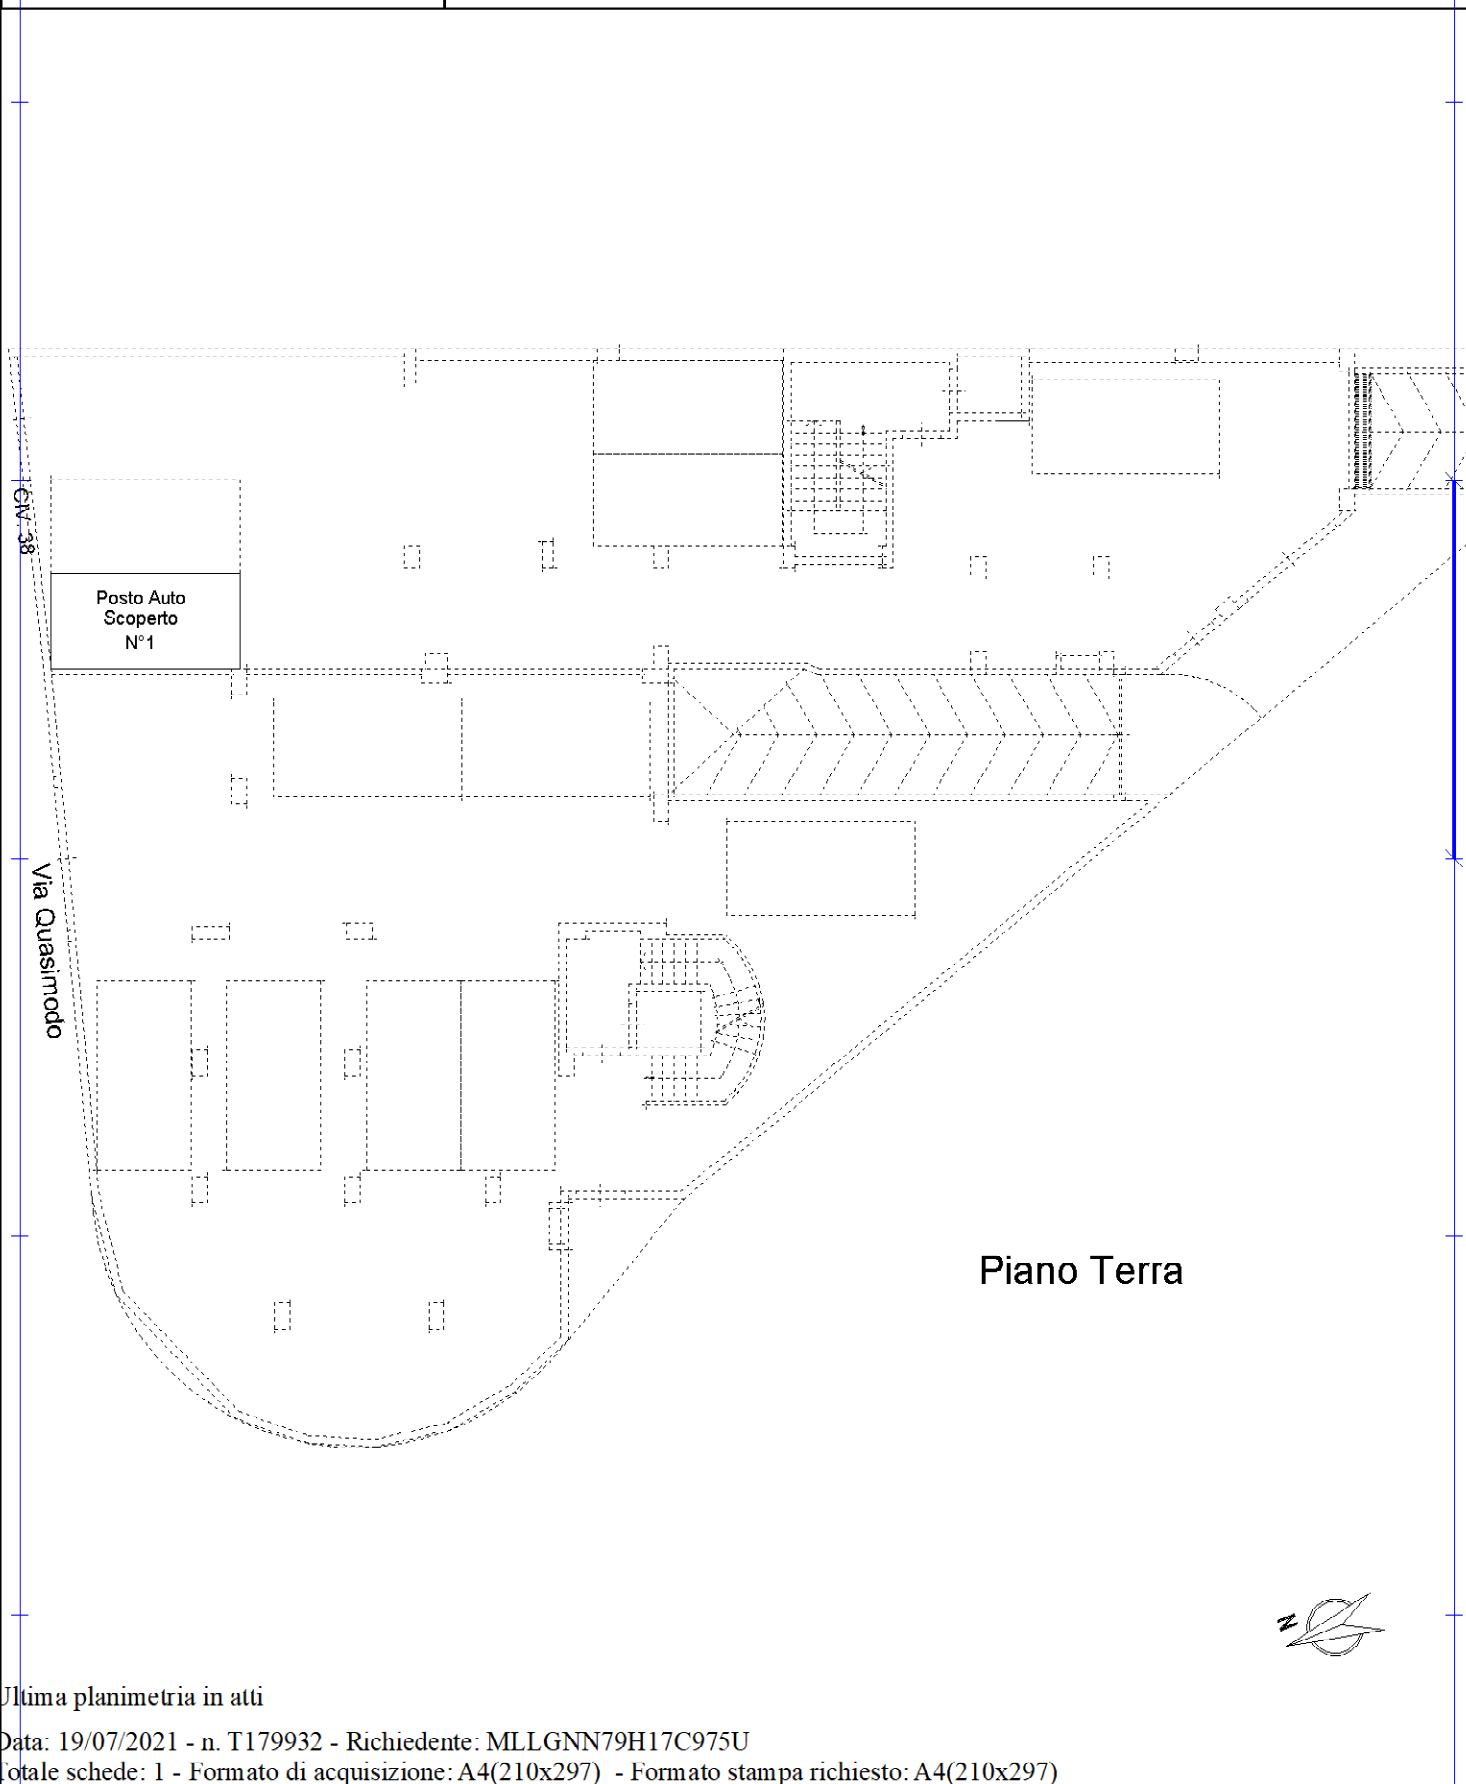 CIV. 38
Posto Auto
Scoperto
N°1
Via Quasimodo
Piano Terra
N
Ultima planimetria in atti
Data: 19/07/2021 - n. T179932 - Richiedente: MLLGNN79H17C975U
Totale schede: 1 - Formato di acquisizione: A4(210x297) - Formato stampa richiesto: A4(210x297)